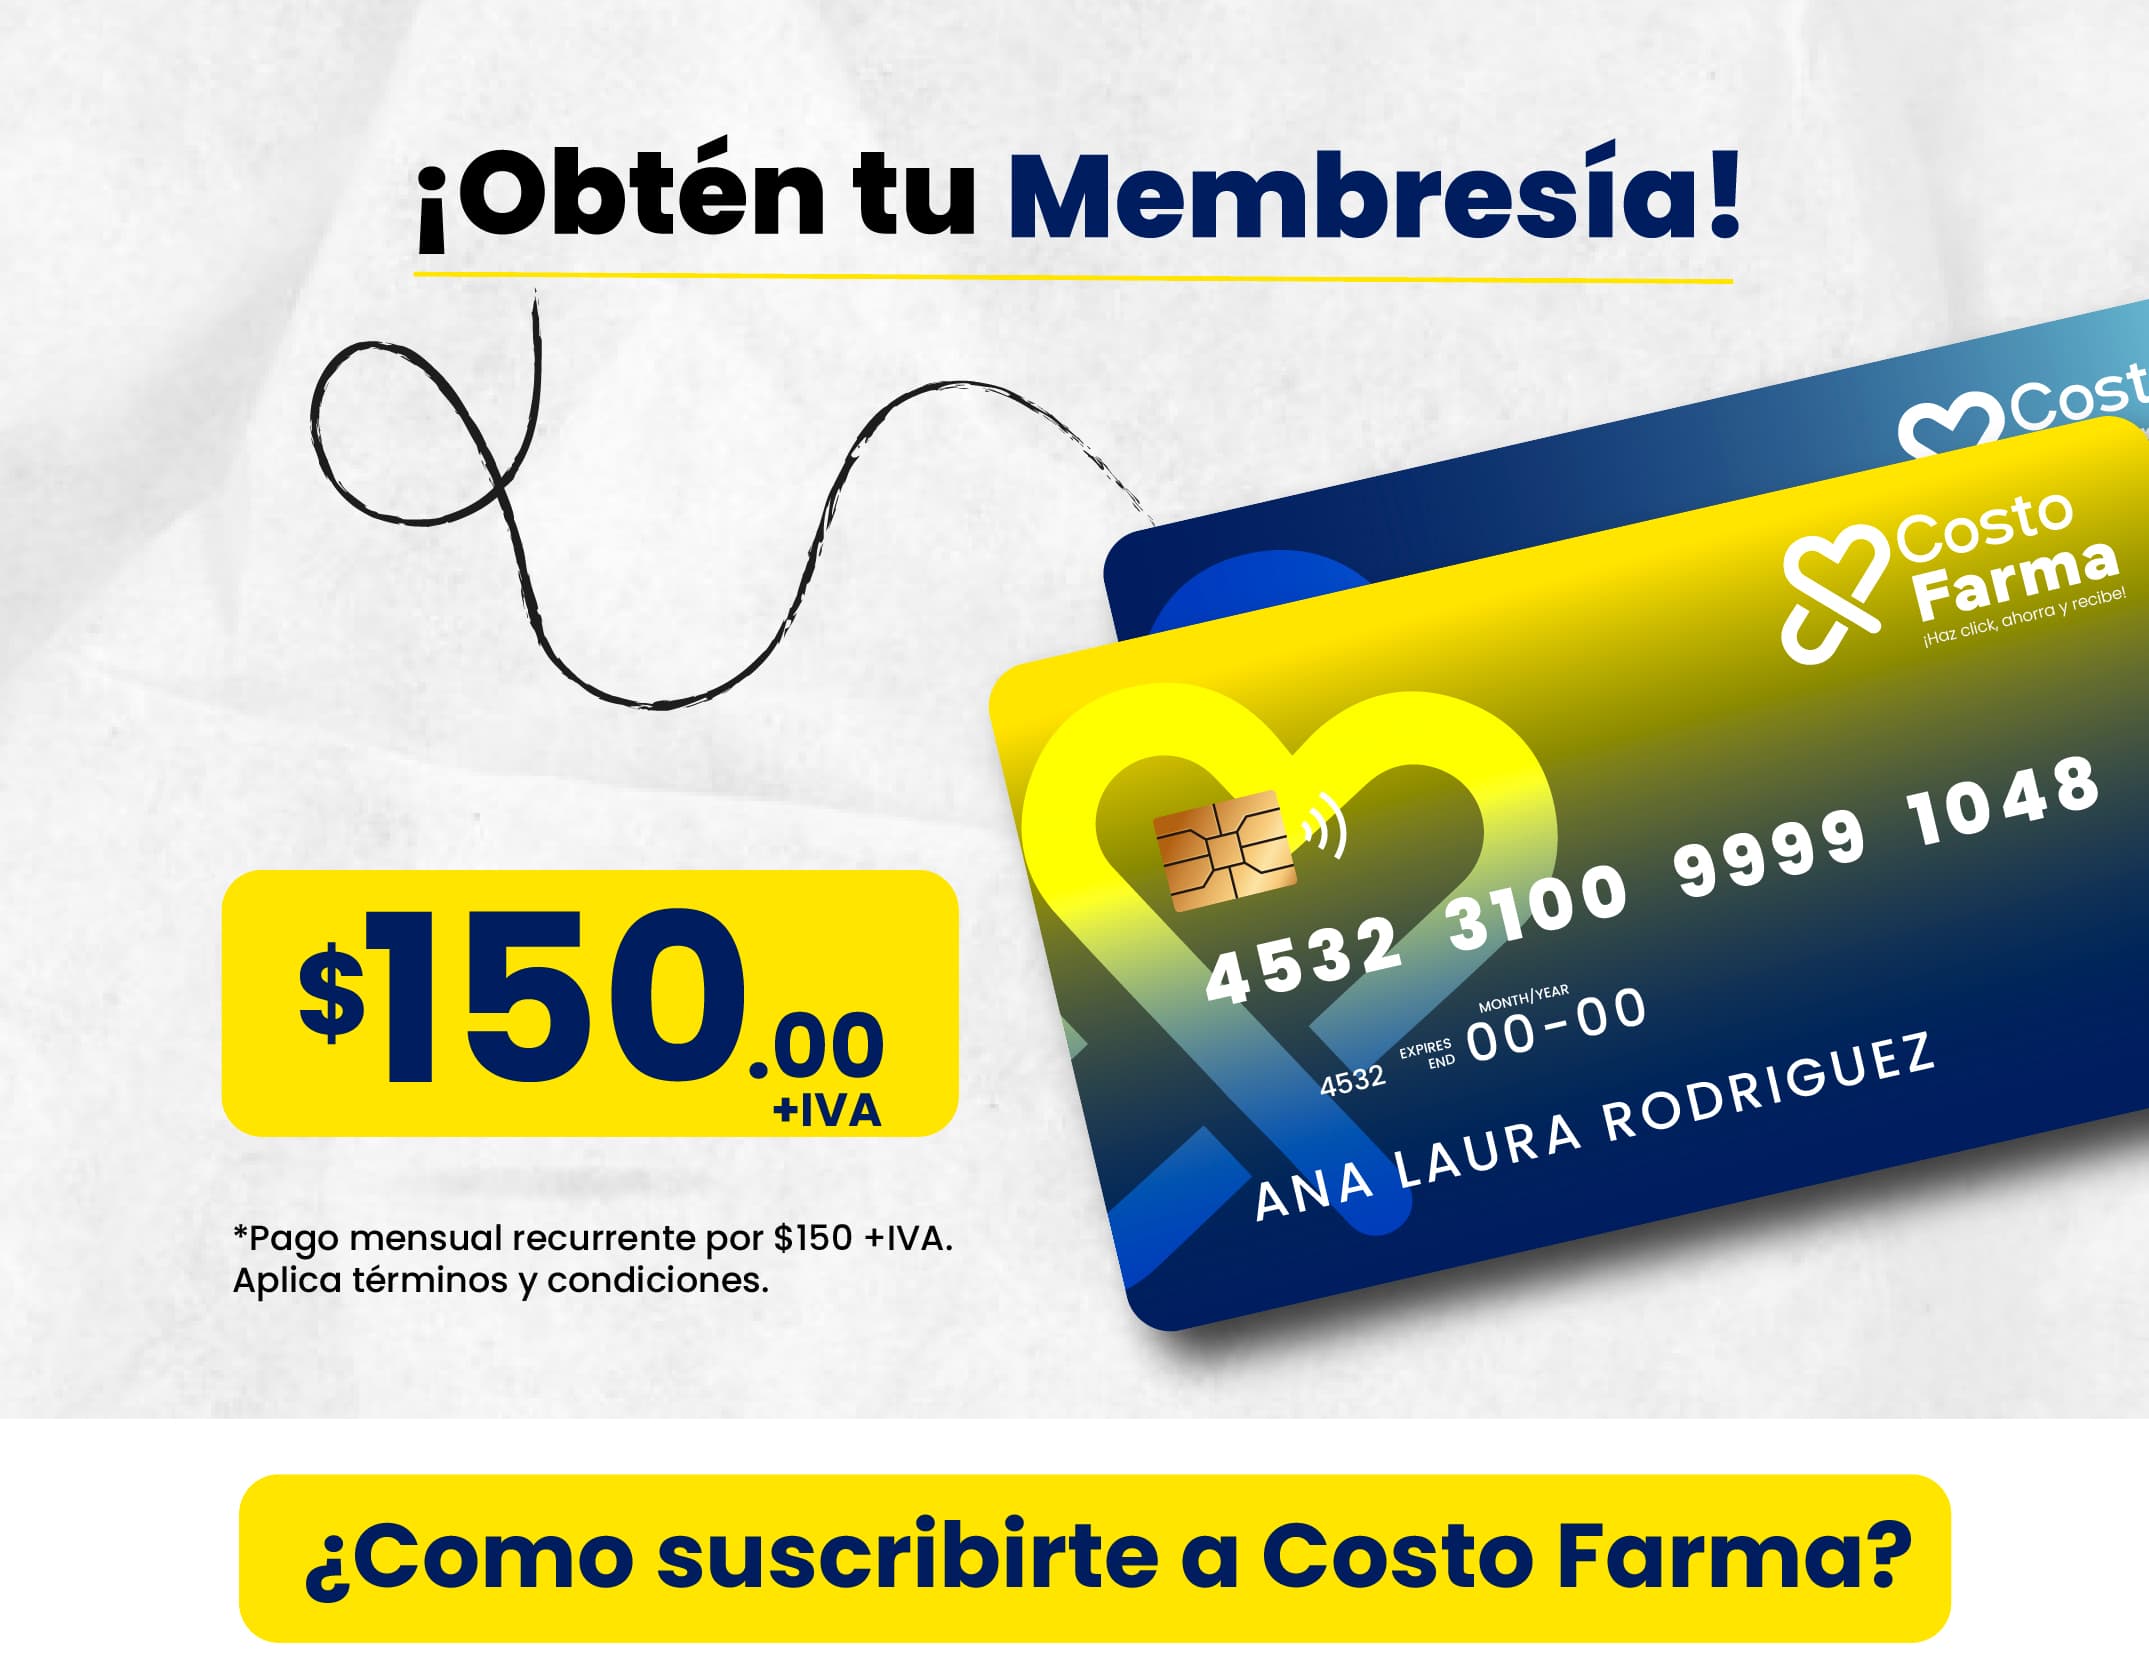 ¡Obtén tu Membresía!
Cost
Costo
Farma
¡Haz click, ahorra y recibe!
4532 3100 9999 1048
MONTH/YEAR
4532 EXPIRES END 00-00
ANA LAURA RODRIGUEZ
$150.00
+IVA
*Pago mensual recurrente por $150 +IVA.
Aplica términos y condiciones.
¿Como suscribirte a Costo Farma?